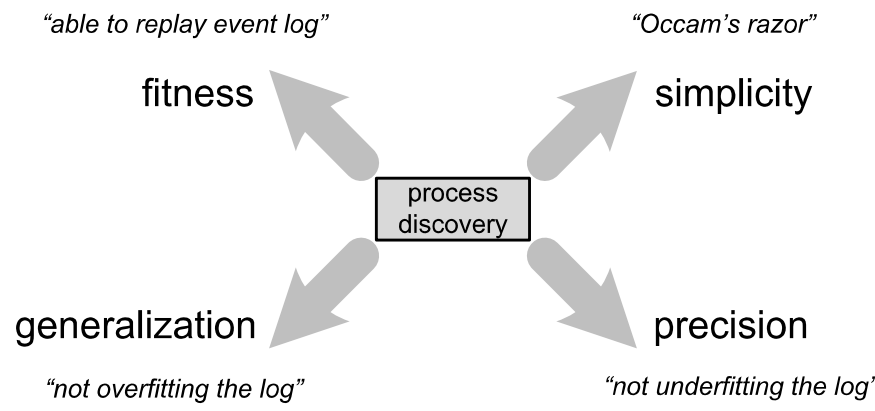 “able to replay event log”
“Occam’s razor”
fitness
simplicity
process
discovery
generalization
precision
“not overfitting the log”
“not underfitting the log’